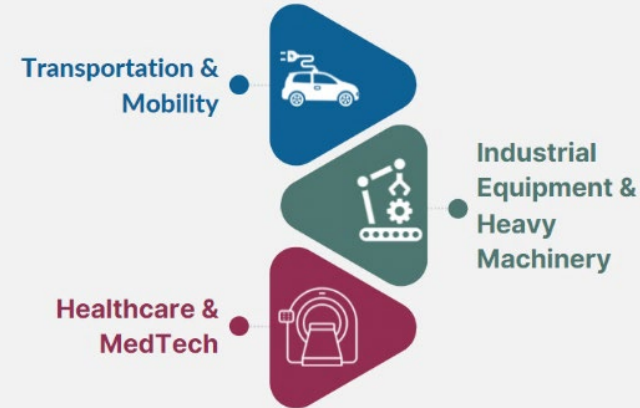 Transportation &
Mobility
Industrial
Equipment &
Heavy
Machinery
Healthcare &
MedTech